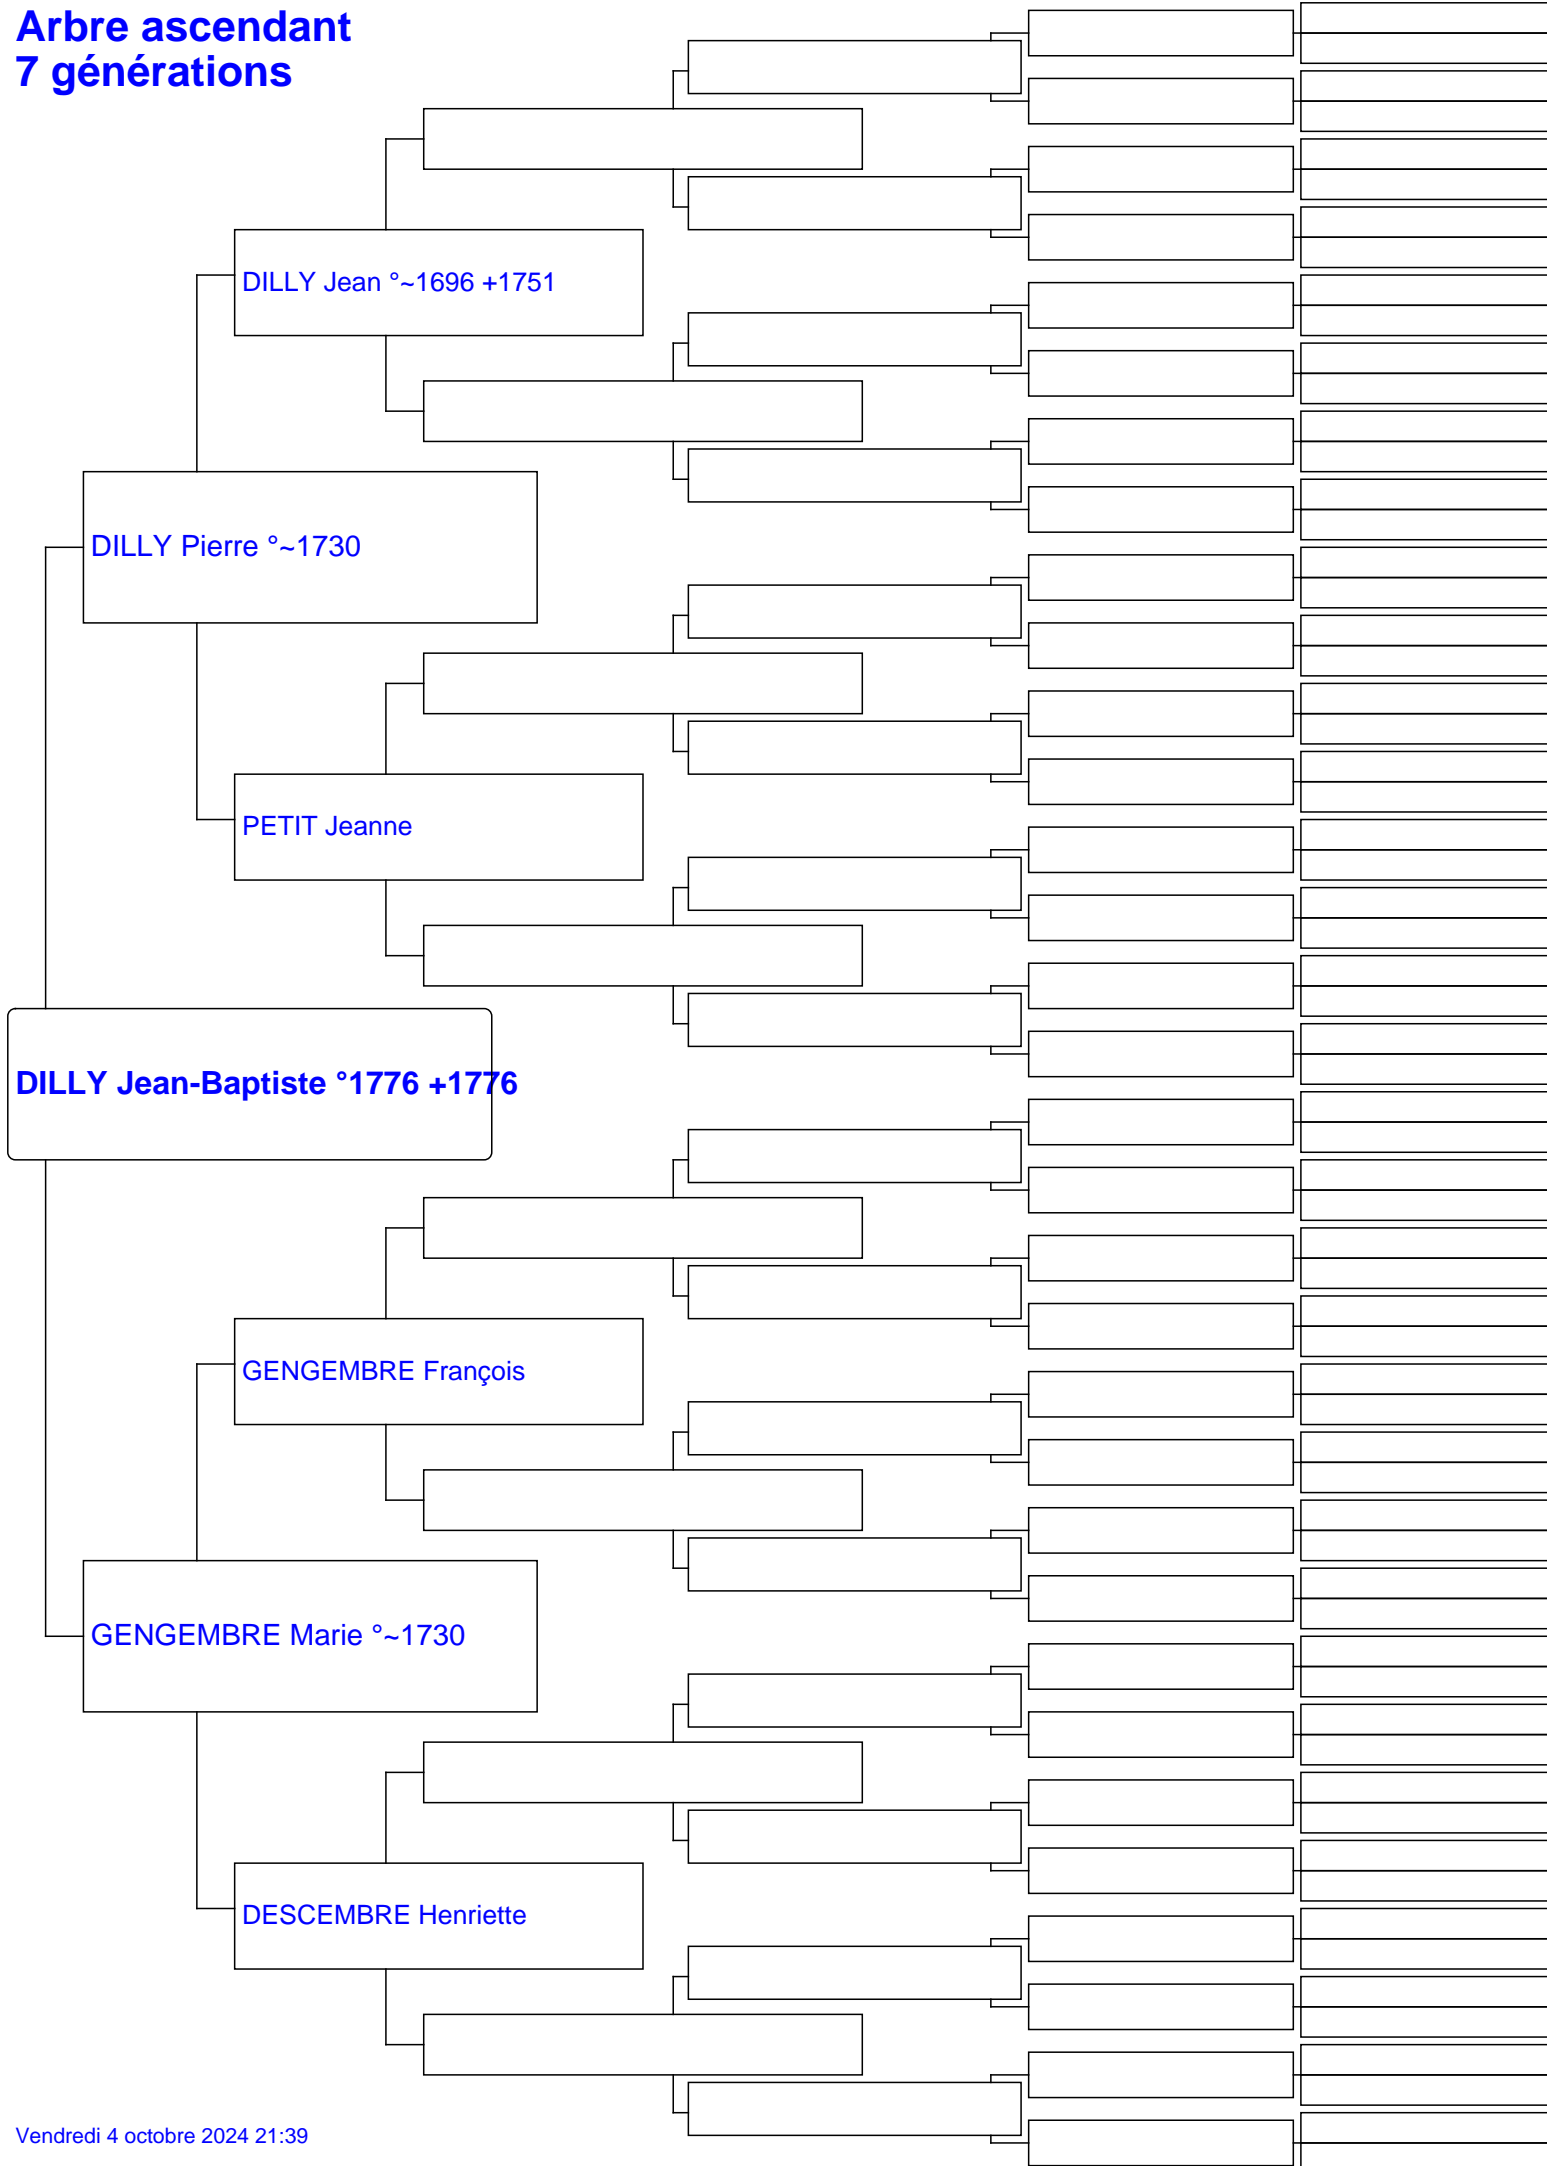 Arbre ascendant
7 générations
DILLY Jean °~1696 +1751
DILLY Pierre °~1730
PETIT Jeanne
DILLY Jean-Baptiste °1776 +1776
GENGEMBRE François
GENGEMBRE Marie °~1730
DESCEMBRE Henriette
Vendredi 4 octobre 2024 21:39